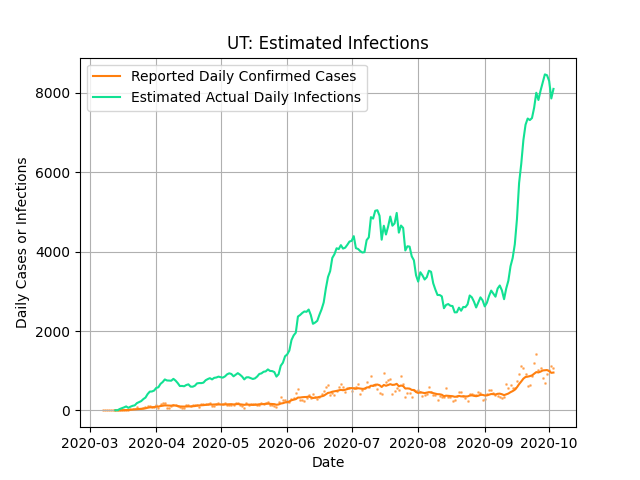 UT: Estimated Infections
Reported Daily Confirmed Cases
Estimated Actual Daily Infections
Daily Cases or Infections
8000
6000
4000
2000
0
2020-03 2020-04 2020-05 2020-06 2020-07 2020-08 2020-09 2020-10
Date